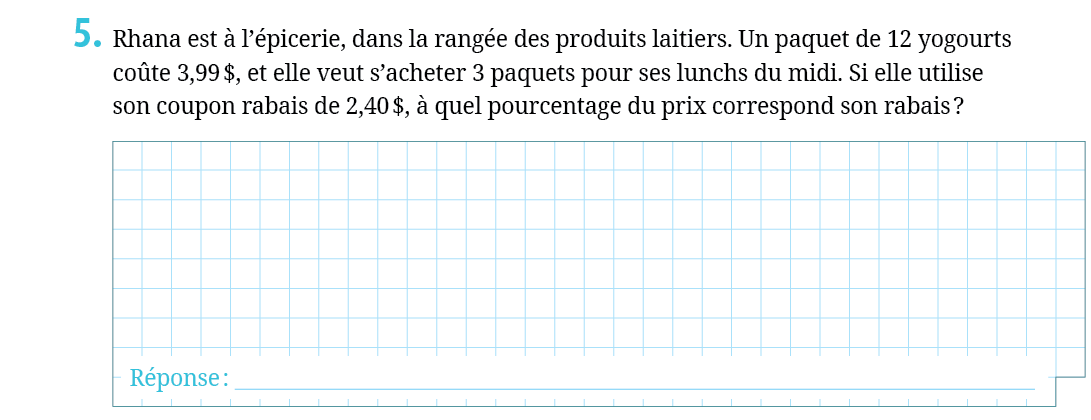 5. Rhana est à l’épicerie, dans la rangée des produits laitiers. Un paquet de 12 yogourts
coûte 3,99 $, et elle veut s’acheter 3 paquets pour ses lunchs du midi. Si elle utilise
son coupon rabais de 2,40 $, à quel pourcentage du prix correspond son rabais ?
Réponse :